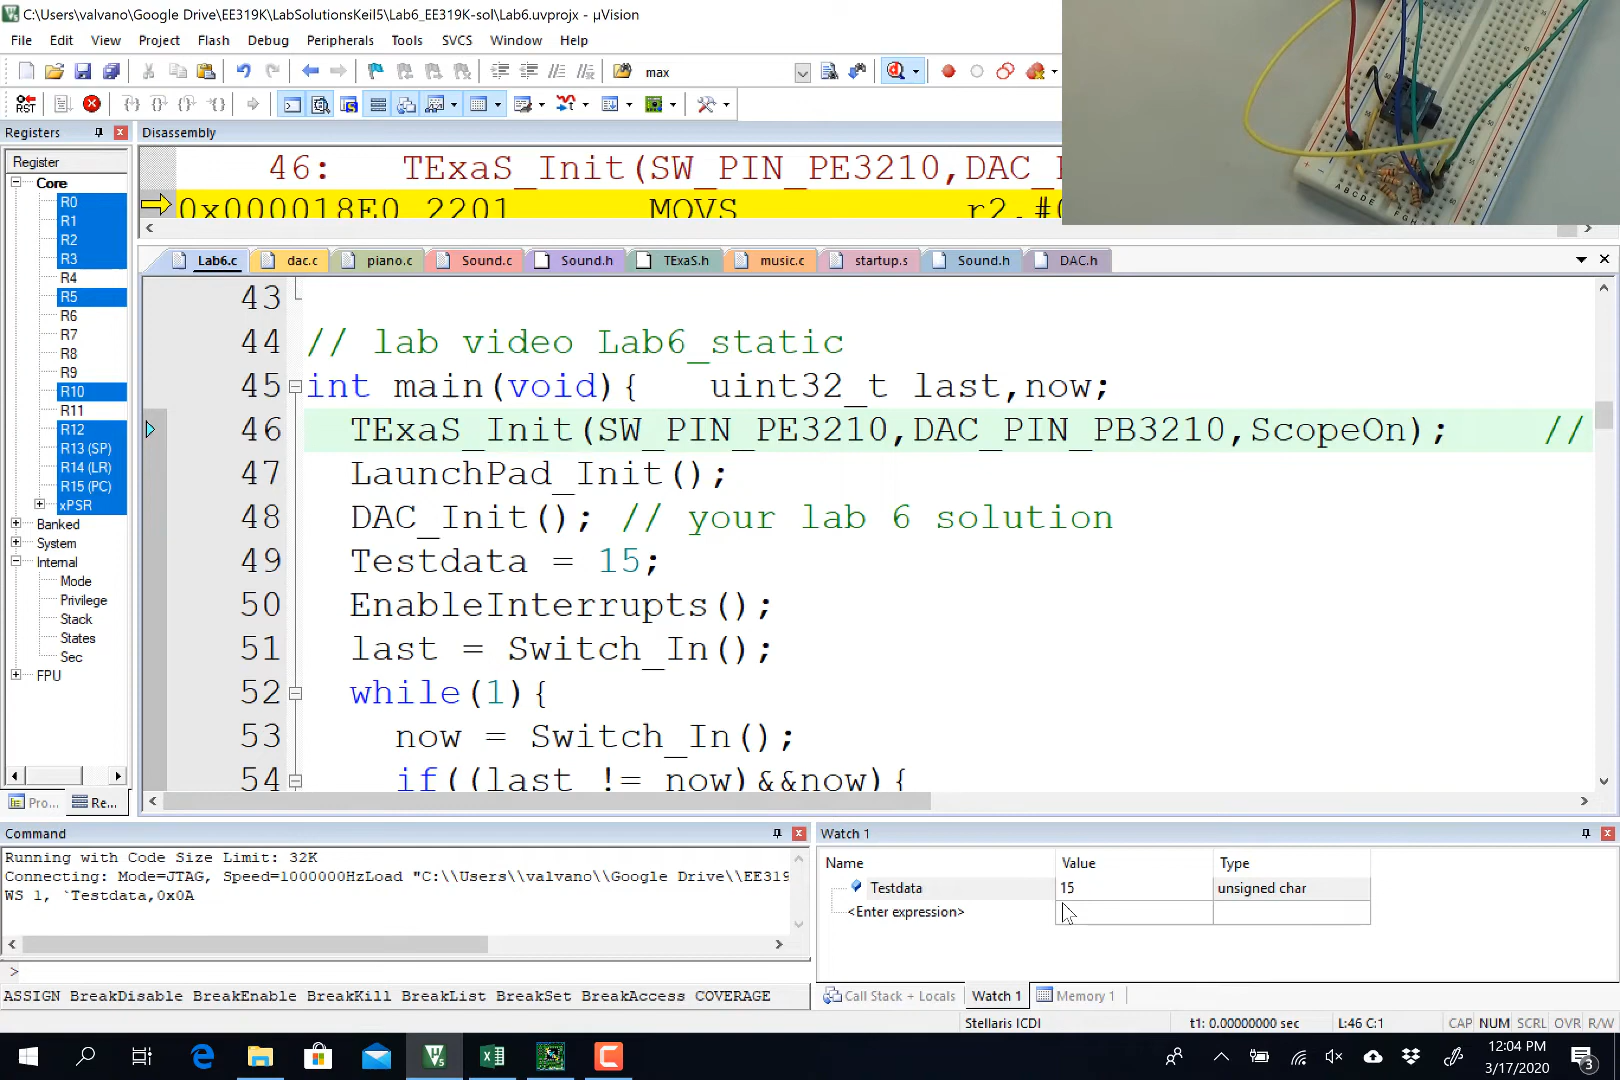 C:\Users\valvano\Google Drive\EE319K\LabSolutionsKeil5\Lab6_EE319K-sol\Lab6.uvprojx - µVision
File Edit View Project Flash Debug Peripherals Tools SVCS Window Help
max
RST
Registers
Disassembly
Register
Core
R0
R1
R2
R3
R4
R5
R6
R7
R8
R9
R10
R11
R12
R13 (SP)
R14 (LR)
R15 (PC)
xPSR
Banked
System
Internal
Mode
Privilege
Stack
States
Sec
FPU
Pro... Re...
46: TExaS_Init(SW_PIN_PE3210,DAC_P
0x000018E0 2201 MOVS r2,#0
Lab6.c dac.c piano.c Sound.c Sound.h TExaS.h music.c startup.s Sound.h DAC.h
43
44 // lab video Lab6_static
45 int main(void){ uint32_t last,now;
46 TExaS_Init(SW_PIN_PE3210,DAC_PIN_PB3210,ScopeOn); //
47 LaunchPad_Init();
48 DAC_Init(); // your lab 6 solution
49 Testdata = 15;
50 EnableInterrupts();
51 last = Switch_In();
52 while(1){
53 now = Switch_In();
54 if((last != now)&&now){
Command
Running with Code Size Limit: 32K
Connecting: Mode=JTAG, Speed=1000000HzLoad "C:\\Users\\valvano\\Google Drive\\EE319
WS 1, `Testdata,0x0A
>
ASSIGN BreakDisable BreakEnable BreakKill BreakList BreakSet BreakAccess COVERAGE
Watch 1
Name Value Type
Testdata 15 unsigned char
<Enter expression>
Call Stack + Locals Watch 1 Memory 1
Stellaris ICDI t1: 0.00000000 sec L:46 C:1 CAP NUM SCRL OVR R/W
12:04 PM
3/17/2020
3